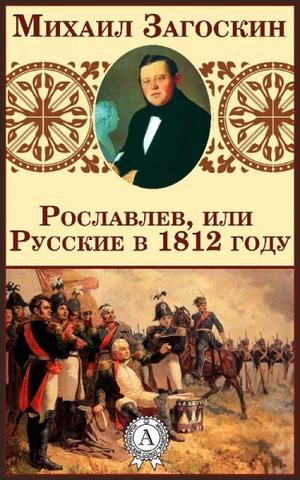 Михаил Загоскин
Рославлев, или
Русские в 1812 году
А